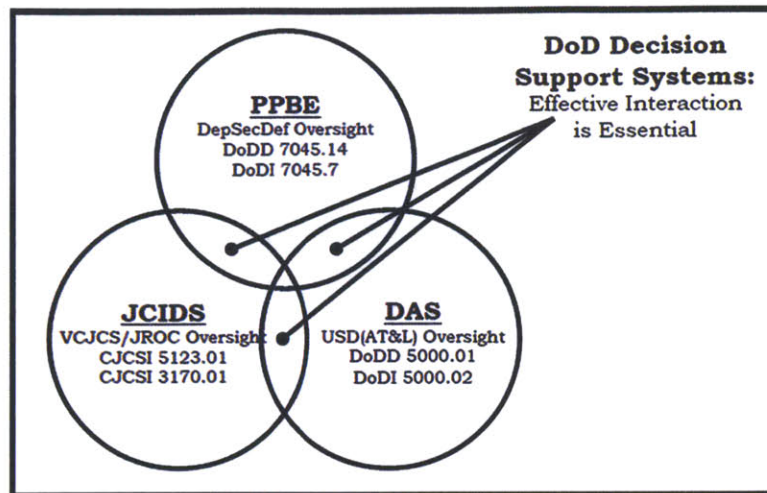 DoD Decision
Support Systems:
Effective Interaction
is Essential
PPBE
DepSecDef Oversight
DoDD 7045.14
DoDI 7045.7
JCIDS
VCJCS/JROC Oversight
CJCSI 5123.01
CJCSI 3170.01
DAS
USD(AT&L) Oversight
DoDD 5000.01
DoDI 5000.02